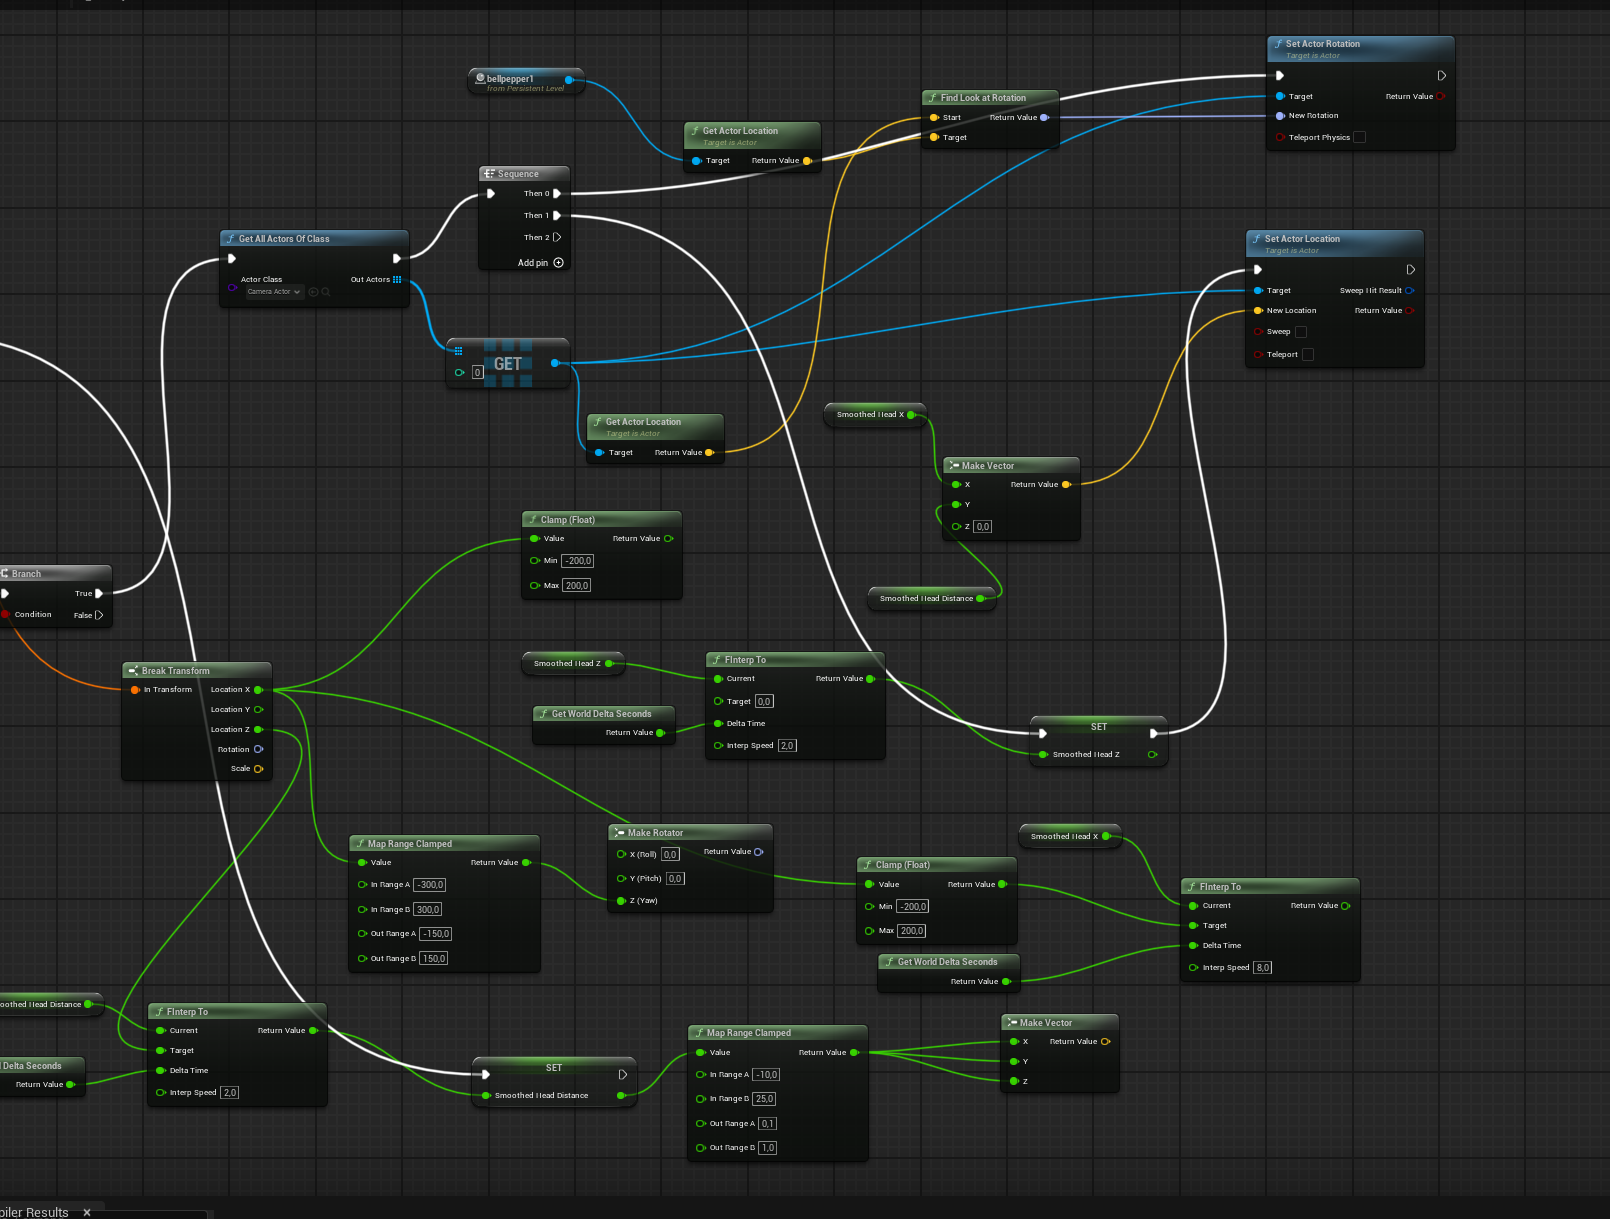 Set Actor Rotation
Target is Actor
Target
Return Value
New Rotation
Teleport Physics
bellpepper1
from Persistent Level
Find Look at Rotation
Start
Return Value
Target
Get Actor Location
Target is Actor
Target
Return Value
Sequence
Then 0
Then 1
Then 2
Add pin
Get All Actors Of Class
Actor Class
Camera Actor
Out Actors
Set Actor Location
Target is Actor
Target
Sweep Hit Result
New Location
Return Value
Sweep
Teleport
GET
0
Get Actor Location
Target is Actor
Target
Return Value
Smoothed Head X
Make Vector
X
Return Value
Y
Z 0,0
Smoothed Head Distance
Clamp (Float)
Value
Return Value
Min -200,0
Max 200,0
Branch
True
Condition
False
Break Transform
In Transform
Location X
Location Y
Location Z
Rotation
Scale
Smoothed Head Z
Get World Delta Seconds
Return Value
FInterp To
Current
Return Value
Target 0,0
Delta Time
Interp Speed 2,0
SET
Smoothed Head Z
Map Range Clamped
Value
Return Value
In Range A -300,0
In Range B 300,0
Out Range A -150,0
Out Range B 150,0
Make Rotator
X (Roll) 0,0
Return Value
Y (Pitch) 0,0
Z (Yaw)
Clamp (Float)
Value
Return Value
Min -200,0
Max 200,0
Get World Delta Seconds
Return Value
Smoothed Head X
FInterp To
Current
Return Value
Target
Delta Time
Interp Speed 8,0
oothed Head Distance
Delta Seconds
Return Value
FInterp To
Current
Return Value
Target
Delta Time
Interp Speed 2,0
SET
Smoothed Head Distance
Map Range Clamped
Value
Return Value
In Range A -10,0
In Range B 25,0
Out Range A 0,1
Out Range B 1,0
Make Vector
X
Return Value
Y
Z
piler Results